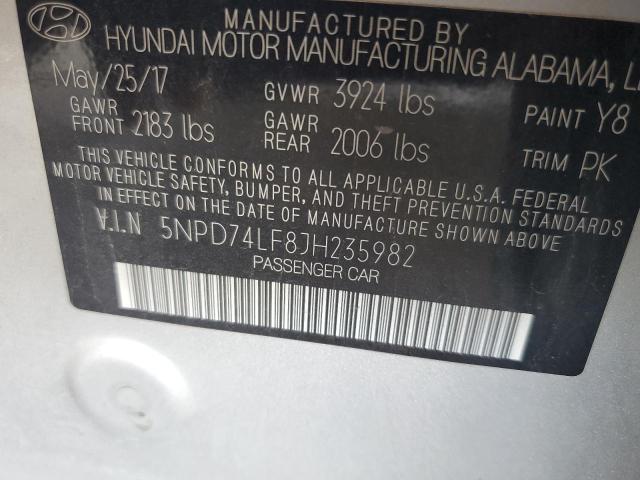 MANUFACTURED BY
HYUNDAI MOTOR MANUFACTURING ALABAMA,
May/25/17 GVWR 3924 lbs PAINT Y8
GAWR FRONT 2183 lbs GAWR REAR 2006 lbs TRIM PK
THIS VEHICLE CONFORMS TO ALL APPLICABLE U.S.A. FEDERAL
MOTOR VEHICLE SAFETY, BUMPER, AND THEFT PREVENTION STANDARDS
IN EFFECT ON THE DATE OF MANUFACTURE SHOWN ABOVE.
V.I.N 5NPD74LF8JH235982
PASSENGER CAR